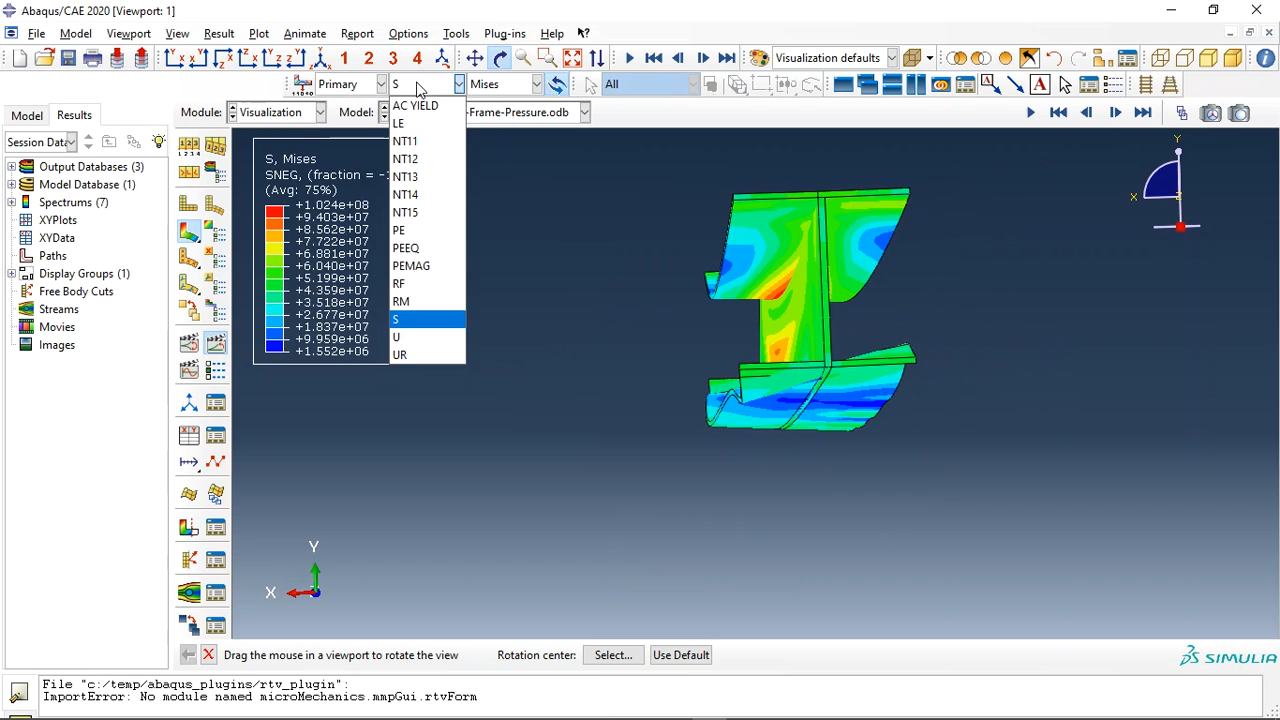 Abaqus/CAE 2020 [Viewport: 1]
File Model Viewport View Result Plot Animate Report Options Tools Plug-ins Help
1 2 3 4 Visualization defaults
Primary S Mises All
Model Results Module: Visualization Model: -Frame-Pressure.odb
Session Data
Output Databases (3)
Model Database (1)
Spectrums (7)
XYPlots
XYData
Paths
Display Groups (1)
Free Body Cuts
Streams
Movies
Images
S, Mises
SNEG, (fraction = -
(Avg: 75%)
+1.024e+08
+9.403e+07
+8.562e+07
+7.722e+07
+6.881e+07
+6.040e+07
+5.199e+07
+4.359e+07
+3.518e+07
+2.677e+07
+1.837e+07
+9.959e+06
+1.552e+06
AC YIELD
LE
NT11
NT12
NT13
NT14
NT15
PE
PEEQ
PEMAG
RF
RM
S
U
UR
Y
X
Z
Y
X
Drag the mouse in a viewport to rotate the view Rotation center: Select... Use Default
SIMULIA
File "c:/temp/abaqus_plugins/rtv_plugin":
ImportError: No module named microMechanics.mmpGui.rtvForm